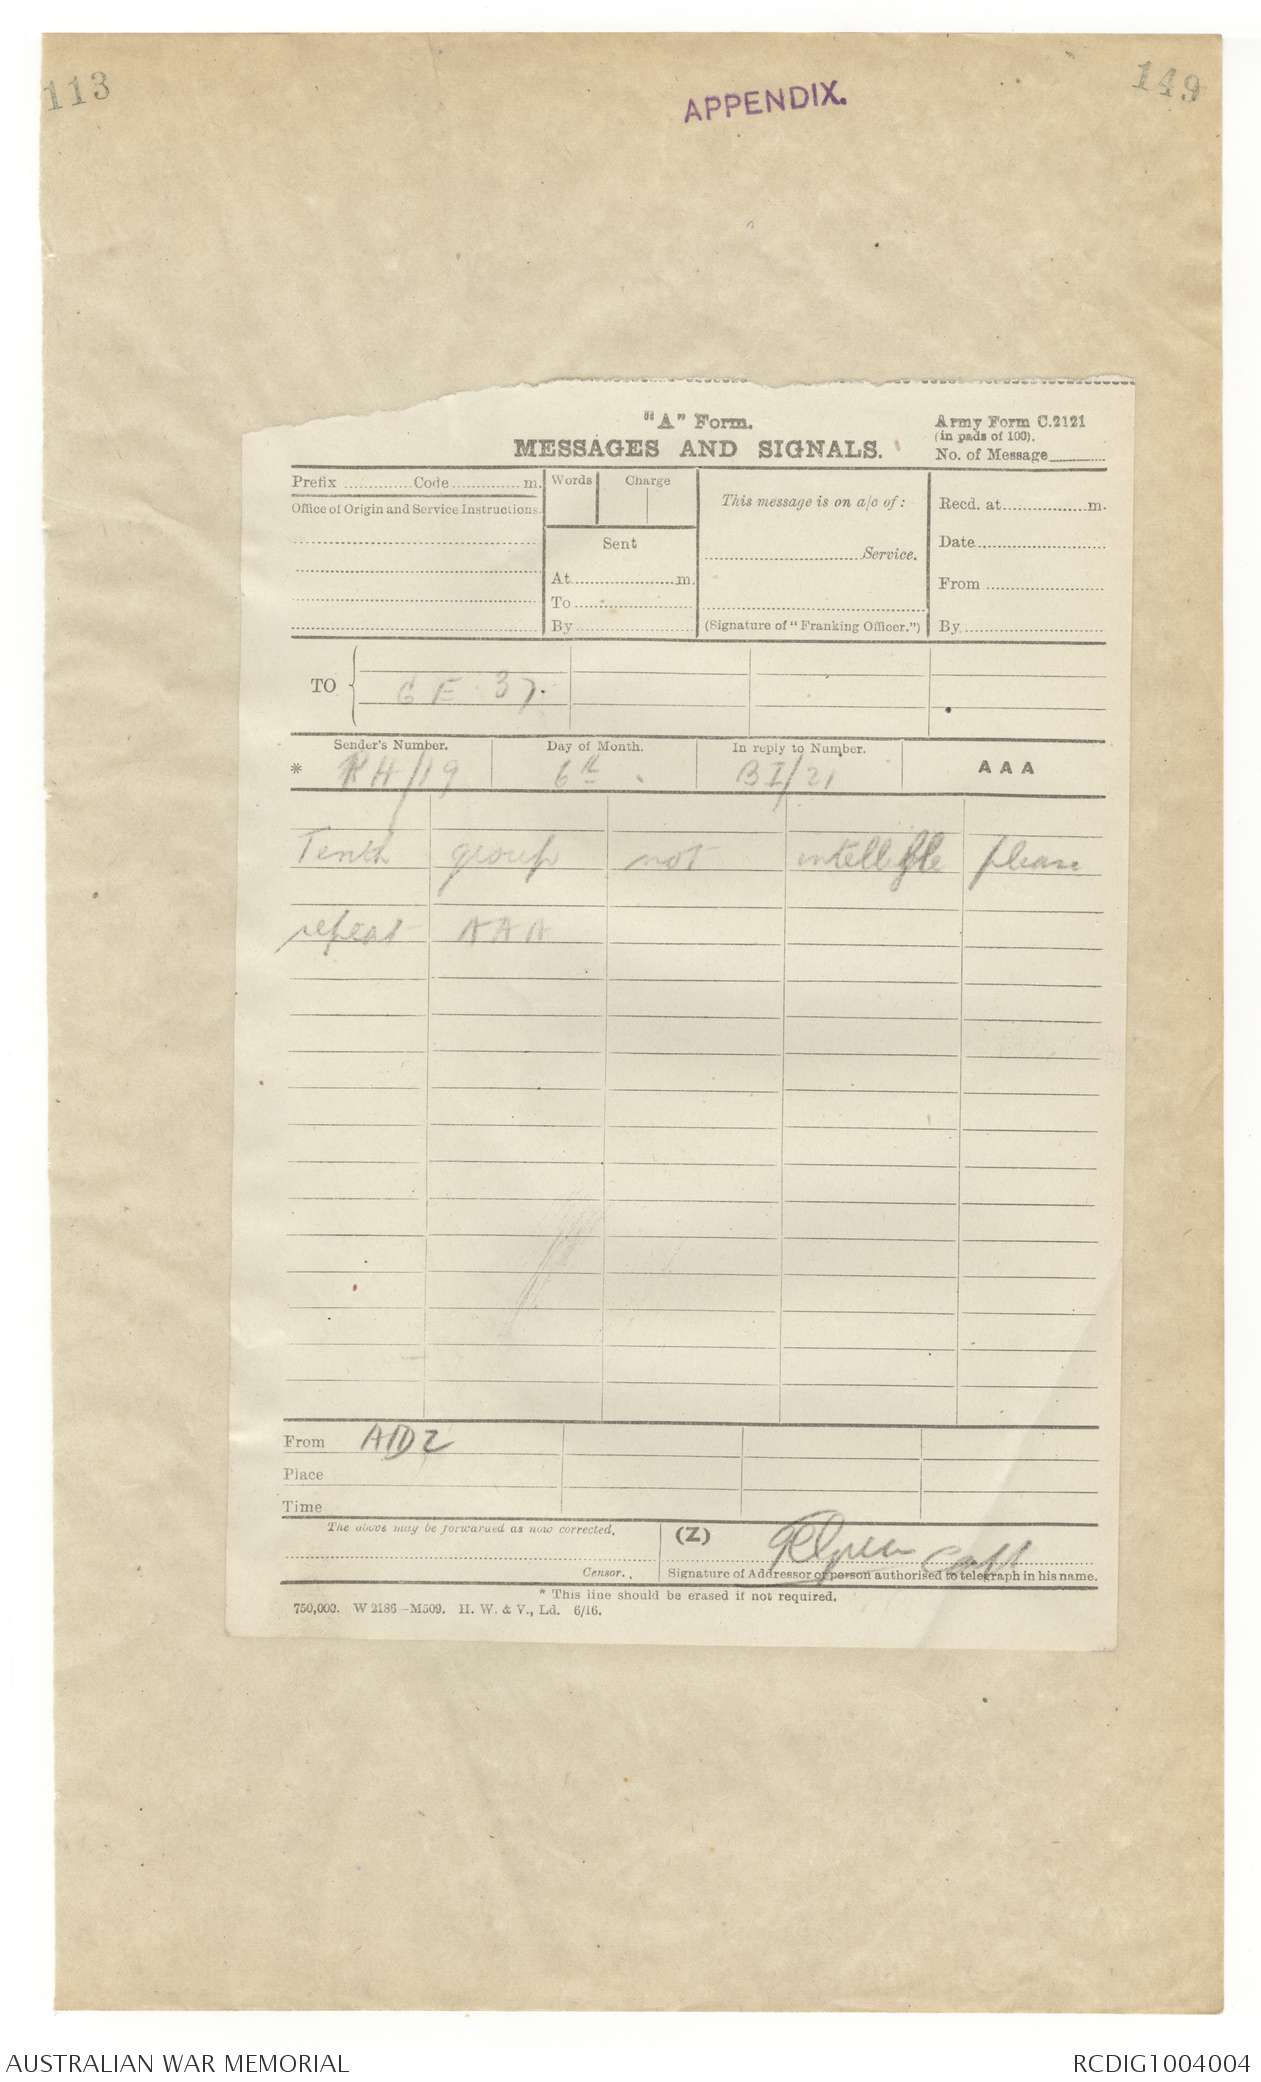 113
APPENDIX.
149
"A" Form.
MESSAGES AND SIGNALS.
Army Form C.2121
(in pads of 100).
No. of Message
Prefix ............ Code ............ m.
Office of Origin and Service Instructions.
Words Charge
Sent
At .................... m.
To ....................
By ....................
This message is on a/c of :
.............................. Service.
(Signature of "Franking Officer.")
Recd. at ................ m.
Date
From
By
TO
G E 37.
Sender's Number. Day of Month. In reply to Number.
* RH/19 6th BI/21 AAA
Tenth group not please
repeat AAA
From ADZ
Place
Time
The above may be forwarded as now corrected.
(Z)
Capt
Censor.
Signature of Addressor or person authorised to telegraph in his name.
* This line should be erased if not required.
750,000. W 2186—M509. H. W. & V., Ld. 6/16.
AUSTRALIAN WAR MEMORIAL
RCDIG1004004